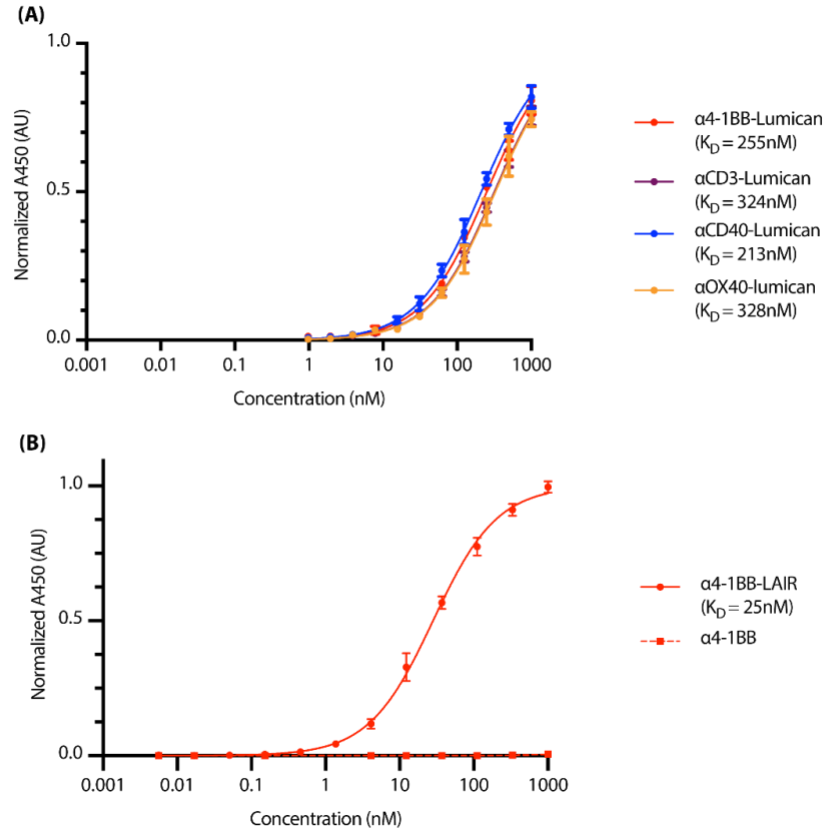 (A)
1.0
0.5
0.0
Normalized A450 (AU)
0.001 0.01 0.1 1 10 100 1000
Concentration (nM)
α4-1BB-Lumican
(KD = 255nM)
αCD3-Lumican
(KD = 324nM)
αCD40-Lumican
(KD = 213nM)
αOX40-lumican
(KD = 328nM)
(B)
1.0
0.5
0.0
Normalized A450 (AU)
0.001 0.01 0.1 1 10 100 1000
Concentration (nM)
α4-1BB-LAIR
(KD = 25nM)
α4-1BB